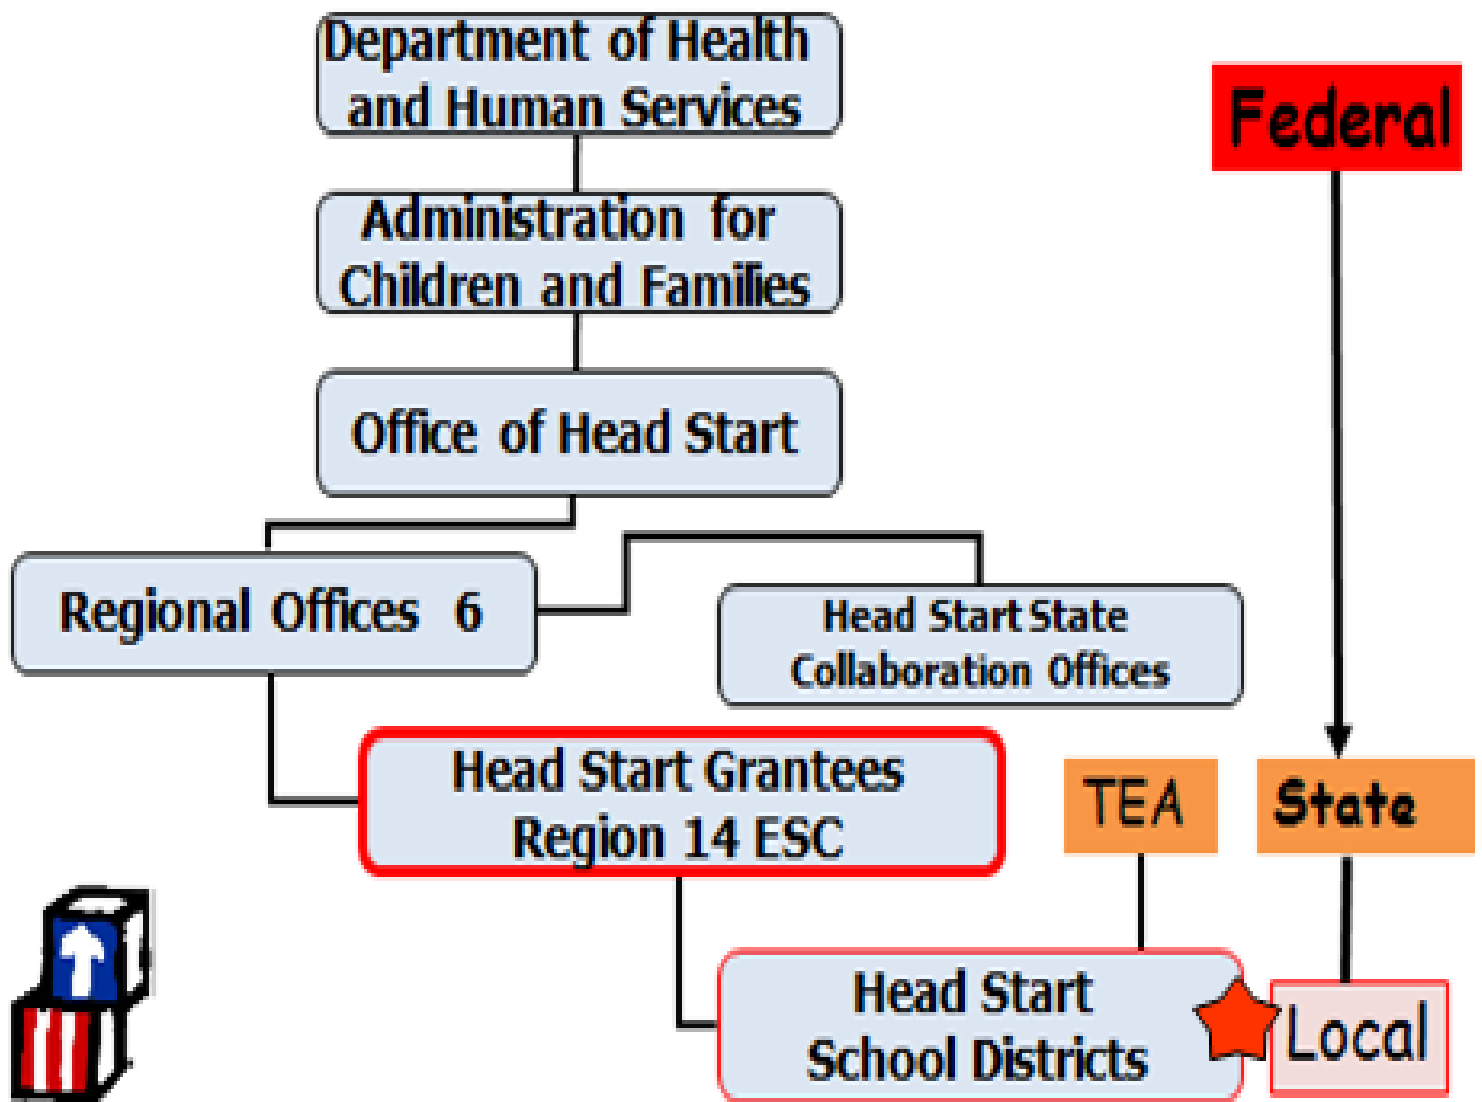 Department of Health
and Human Services
Federal
Administration for
Children and Families
Office of Head Start
Regional Offices 6
Head Start State
Collaboration Offices
Head Start Grantees
Region 14 ESC
TEA
State
Head Start
School Districts
Local